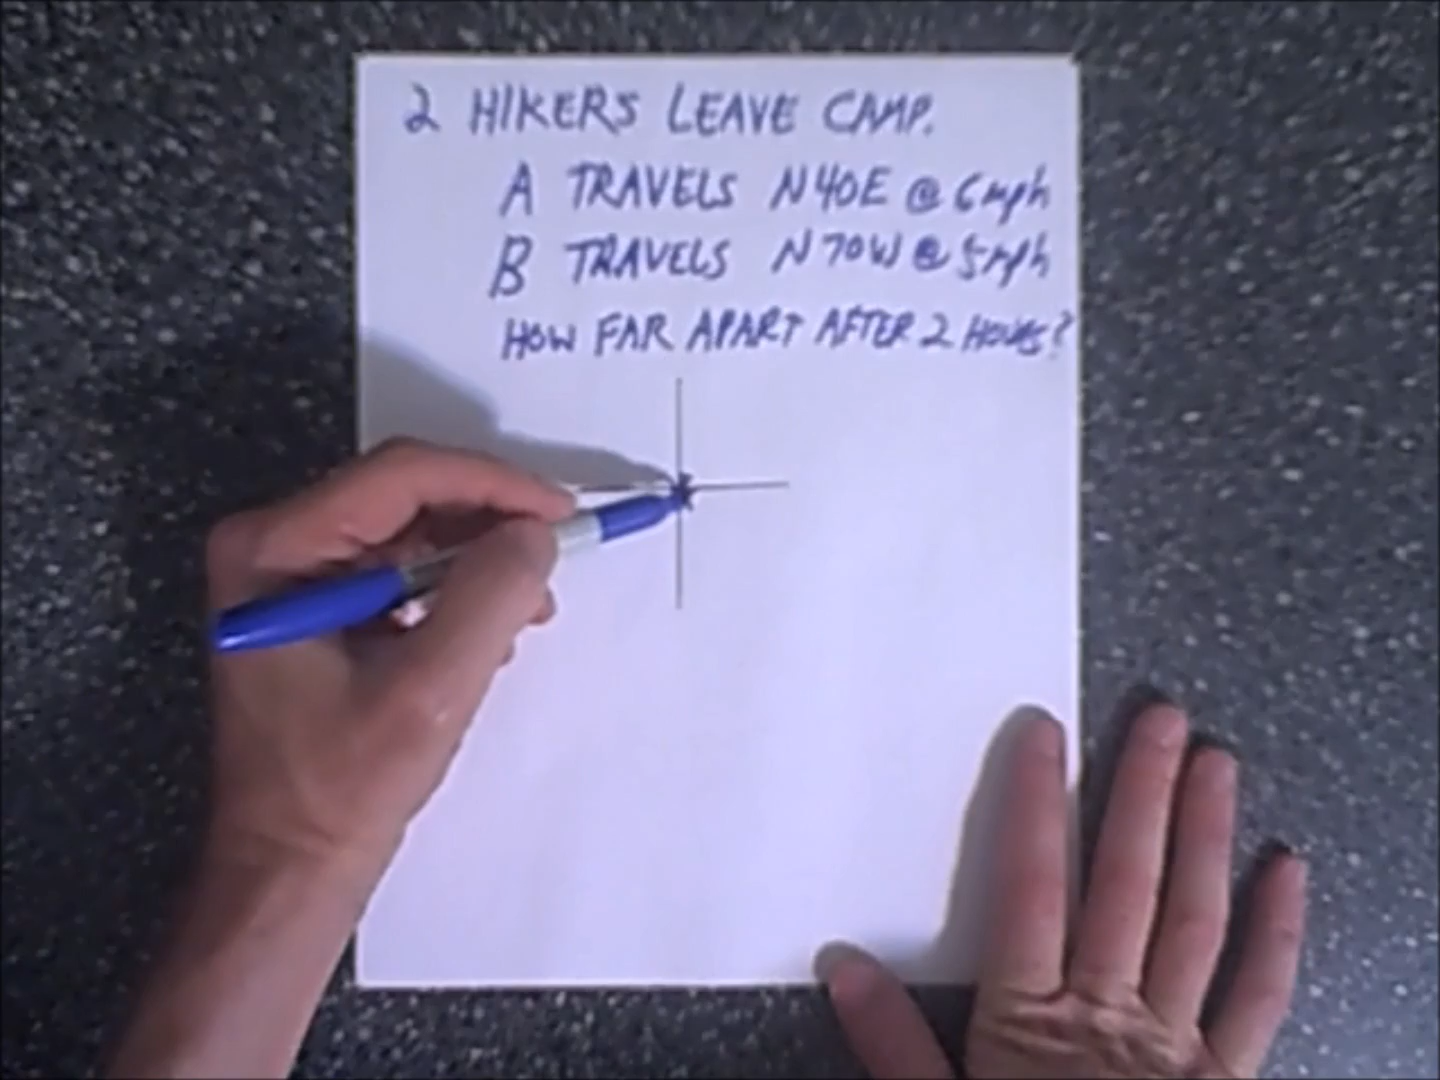 2 HIKERS LEAVE CAMP.
A TRAVELS N40E @ 6mph
B TRAVELS N70W @ 5mph
HOW FAR APART AFTER 2 HOURS?